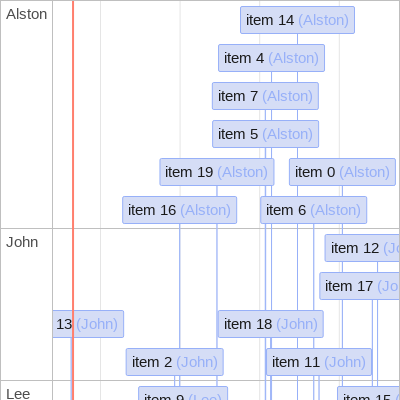 Alston
item 14 (Alston)
item 4 (Alston)
item 7 (Alston)
item 5 (Alston)
item 19 (Alston)
item 0 (Alston)
item 16 (Alston)
item 6 (Alston)
John
item 12 (Jo
item 17 (Jo
13 (John)
item 18 (John)
item 2 (John)
item 11 (John)
Lee
item 9 (Lee)
item 15 (